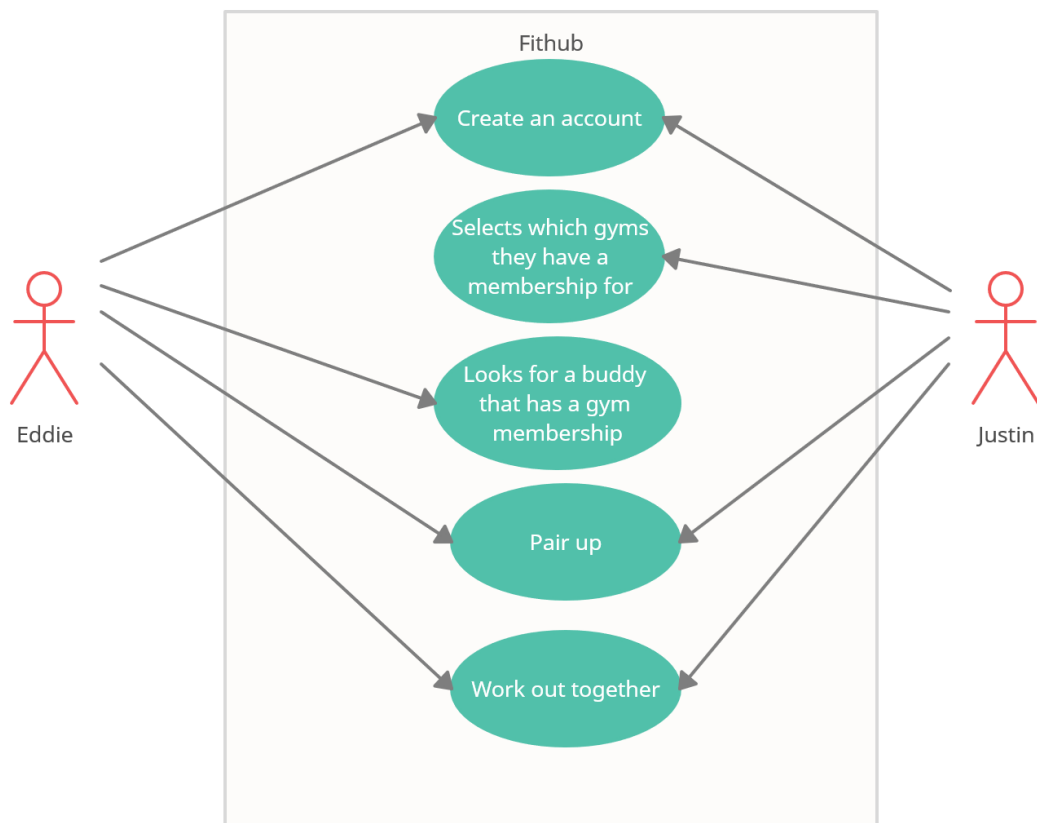 Fithub
Create an account
Selects which gyms
they have a
membership for
Looks for a buddy
that has a gym
membership
Eddie
Justin
Pair up
Work out together